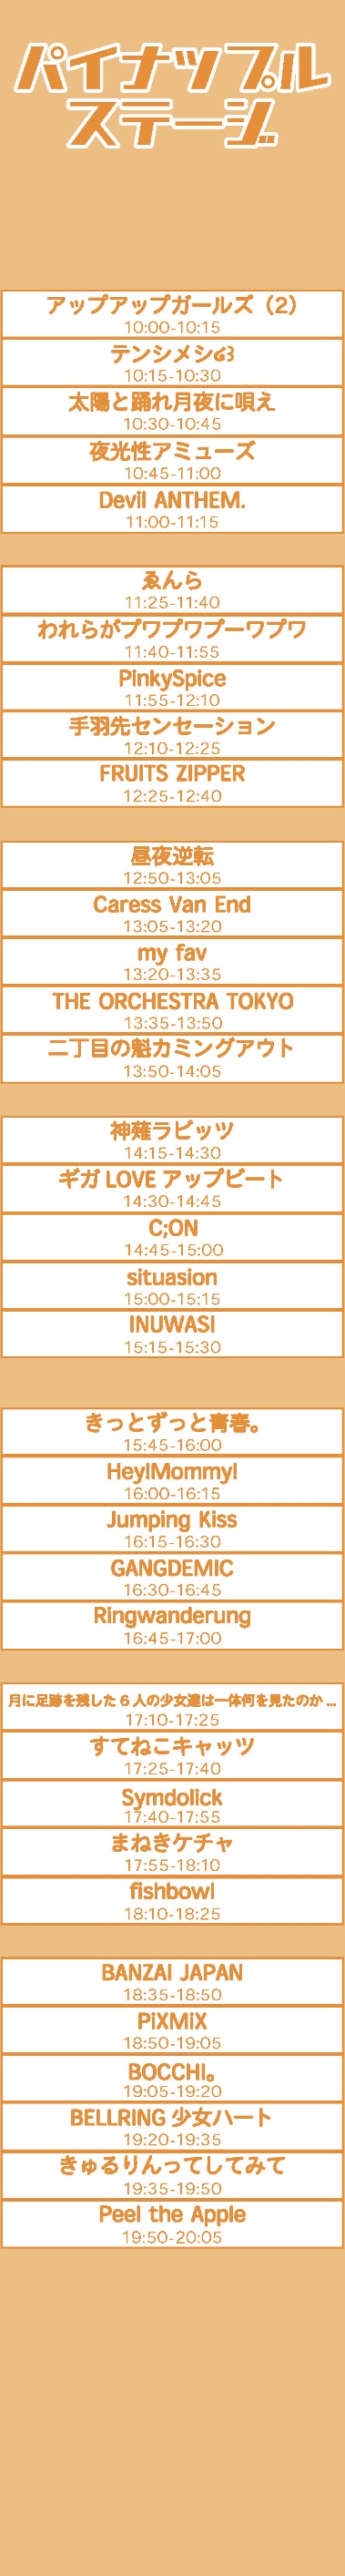 パイナップル
ステージ
アップアップガールズ（2）
10:00-10:15
テンシメシ໒꒱
10:15-10:30
太陽と踊れ月夜に唄え
10:30-10:45
夜光性アミューズ
10:45-11:00
Devil ANTHEM.
11:00-11:15
ゑんら
11:25-11:40
われらがプワプワプーワプワ
11:40-11:55
PinkySpice
11:55-12:10
手羽先センセーション
12:10-12:25
FRUITS ZIPPER
12:25-12:40
昼夜逆転
12:50-13:05
Caress Van End
13:05-13:20
my fav
13:20-13:35
THE ORCHESTRA TOKYO
13:35-13:50
二丁目の魁カミングアウト
13:50-14:05
神薙ラビッツ
14:15-14:30
ギガ LOVE アップビート
14:30-14:45
C;ON
14:45-15:00
situasion
15:00-15:15
INUWASI
15:15-15:30
きっとずっと青春。
15:45-16:00
Hey!Mommy!
16:00-16:15
Jumping Kiss
16:15-16:30
GANGDEMIC
16:30-16:45
Ringwanderung
16:45-17:00
月に足跡を残した 6 人の少女達は一体何を見たのか ...
17:10-17:25
すてねこキャッツ
17:25-17:40
Symdolick
17:40-17:55
まねきケチャ
17:55-18:10
fishbowl
18:10-18:25
BANZAI JAPAN
18:35-18:50
PiXMiX
18:50-19:05
BOCCHI。
19:05-19:20
BELLRING 少女ハート
19:20-19:35
きゅるりんってしてみて
19:35-19:50
Peel the Apple
19:50-20:05